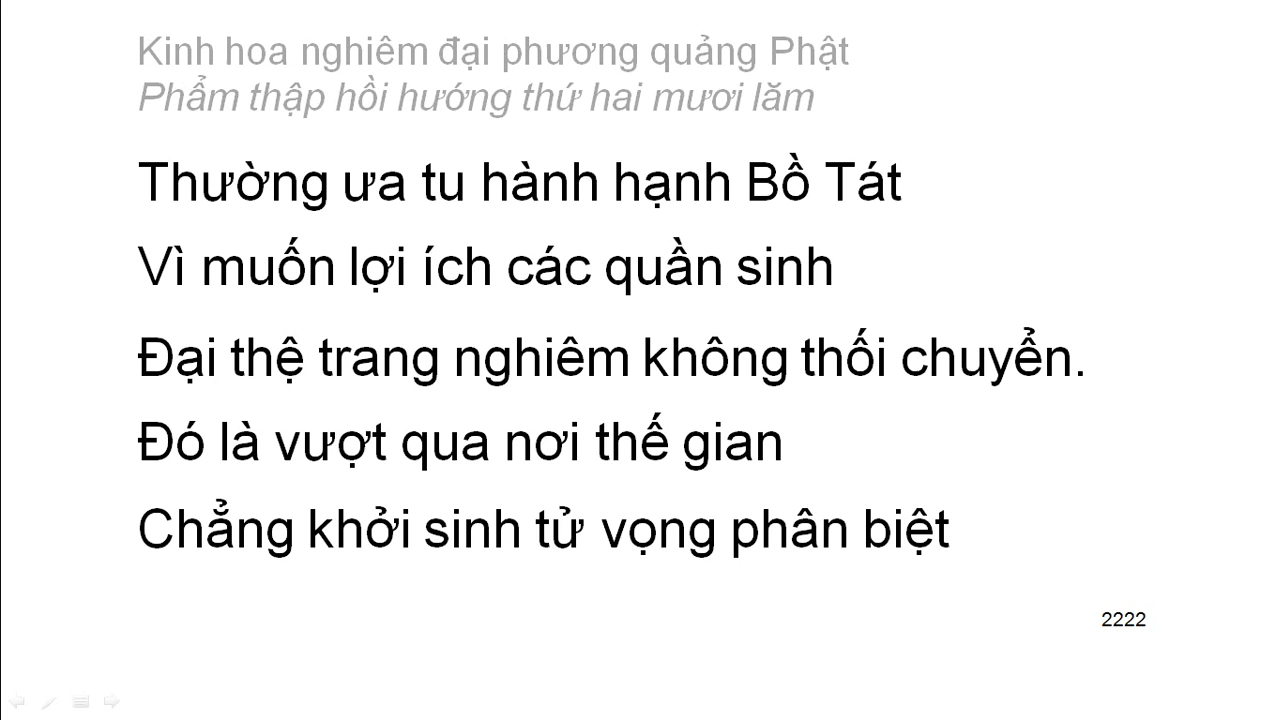 Kinh hoa nghiêm đại phương quảng Phật
Phẩm thập hồi hướng thứ hai mươi lăm
Thường ưa tu hành hạnh Bồ Tát
Vì muốn lợi ích các quần sinh
Đại thệ trang nghiêm không thối chuyển.
Đó là vượt qua nơi thế gian
Chẳng khởi sinh tử vọng phân biệt
2222